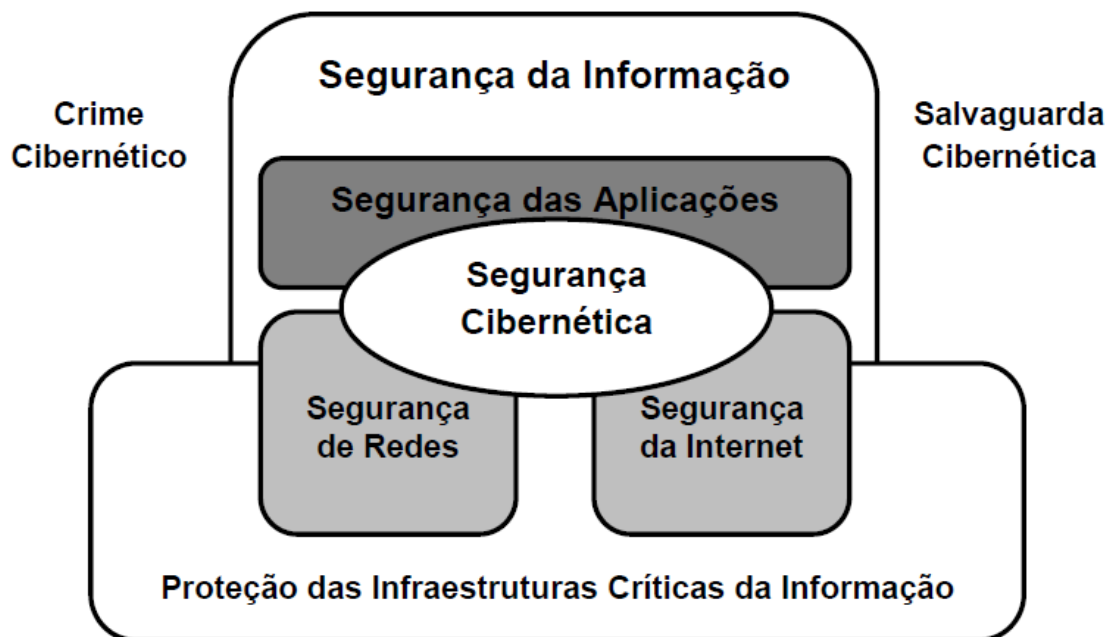 Segurança da Informação
Crime
Cibernético
Salvaguarda
Cibernética
Segurança das Aplicações
Segurança
Cibernética
Segurança
de Redes
Segurança
da Internet
Proteção das Infraestruturas Críticas da Informação